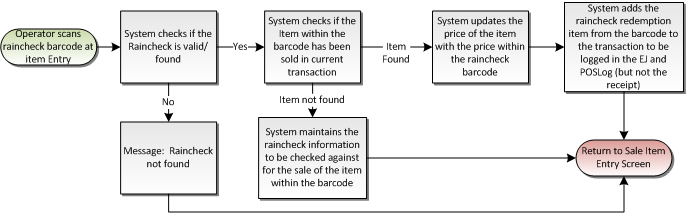 Operator scans
raincheck barcode at
item Entry
System checks if the
Raincheck is valid/
found
Yes
System checks if the
Item within the
barcode has been
sold in current
transaction
Item
Found
System updates the
price of the item
with the price within
the raincheck
barcode
System adds the
raincheck redemption
item from the barcode to
the transaction to be
logged in the EJ and
POSLog (but not the
receipt)
No
Item not found
Message:  Raincheck
not found
System maintains the
raincheck information
to be checked against
for the sale of the item
within the barcode
Return to Sale Item
Entry Screen